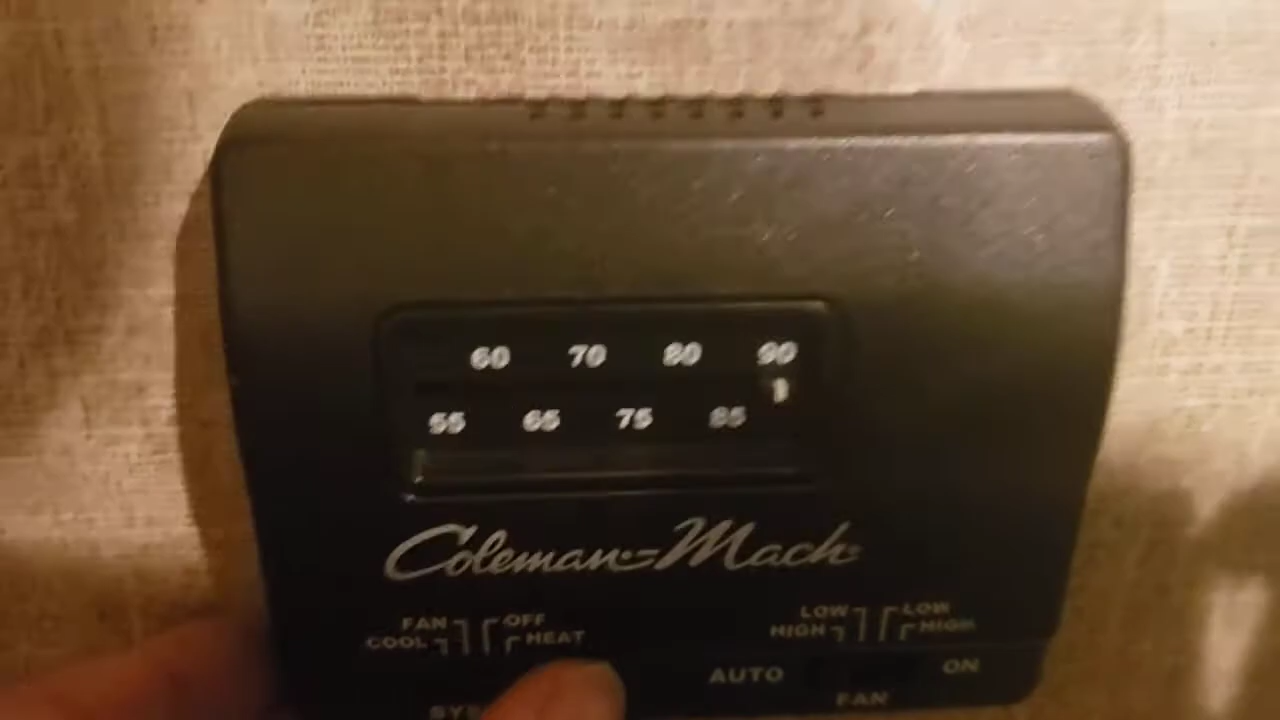 60 70 80 90
55 65 75 85
Coleman-Mach
FAN OFF LOW LOW
COOL HEAT HIGH HIGH
AUTO ON
FAN